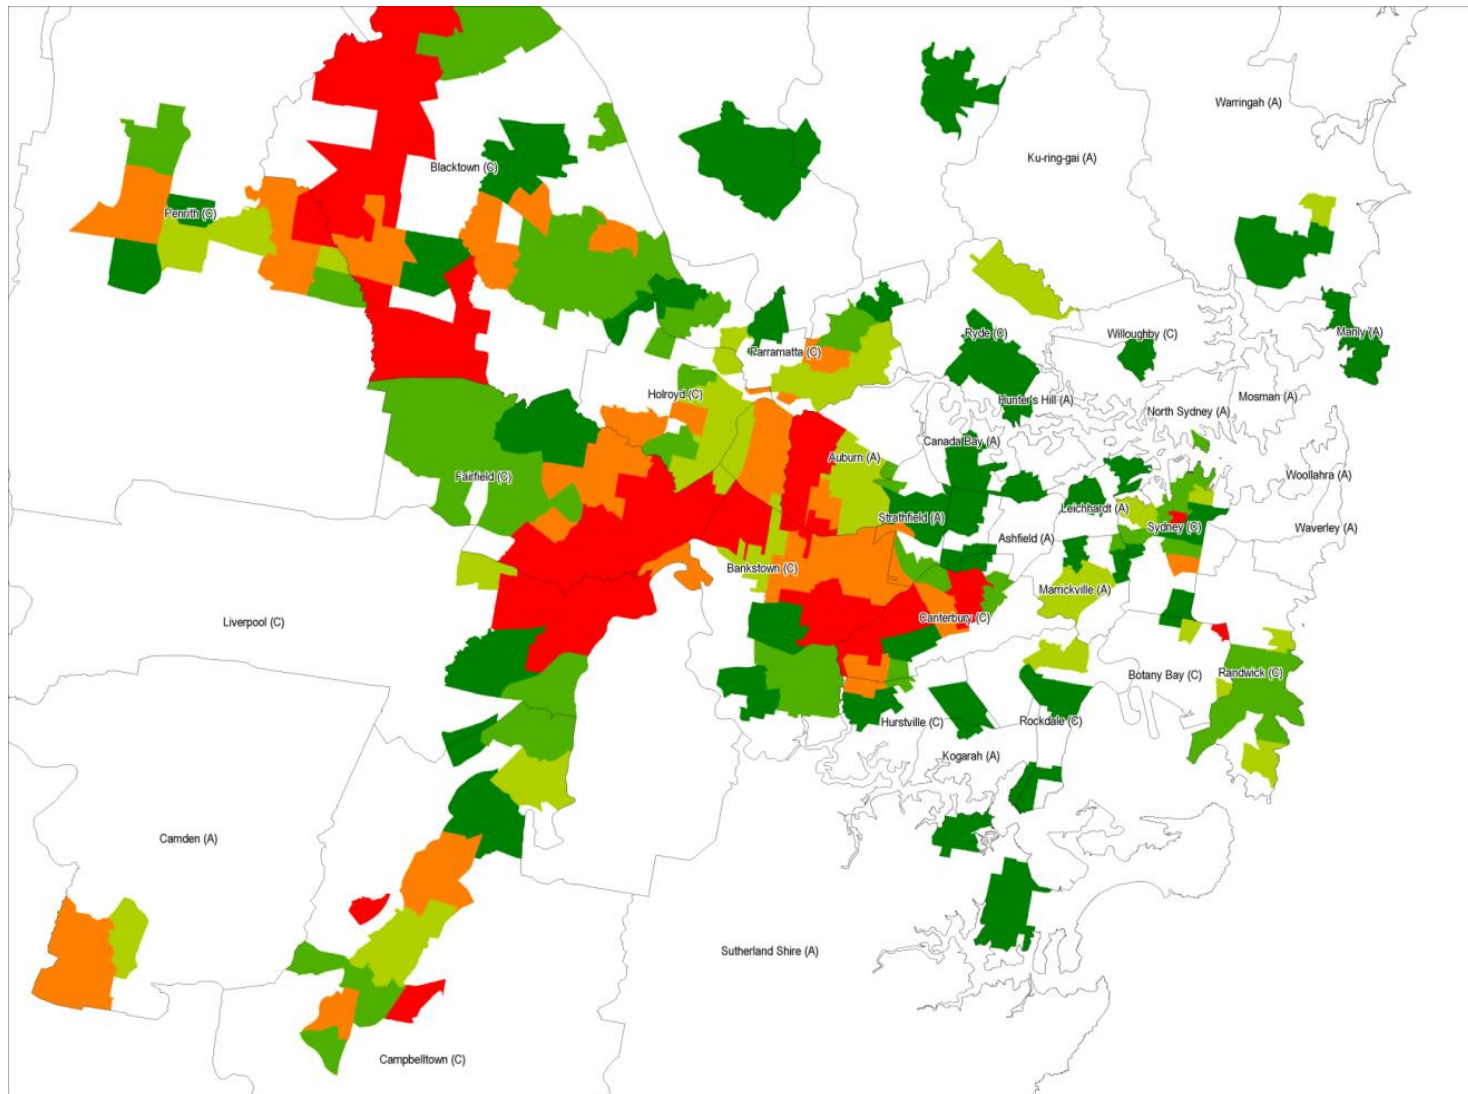 Warringah (A)
Ku-ring-gai (A)
Blacktown (C)
Penrith (C)
Ryde (C)
Willoughby (C)
Manly (A)
Parramatta (C)
Holroyd (C)
Hunter's Hill (A)
Mosman (A)
North Sydney (A)
Canada Bay (A)
Auburn (A)
Fairfield (C)
Woollahra (A)
Leichhardt (A)
Strathfield (A)
Sydney (C)
Waverley (A)
Ashfield (A)
Bankstown (C)
Marrickville (A)
Liverpool (C)
Canterbury (C)
Botany Bay (C)
Randwick (C)
Hurstville (C)
Rockdale (C)
Kogarah (A)
Camden (A)
Sutherland Shire (A)
Campbelltown (C)